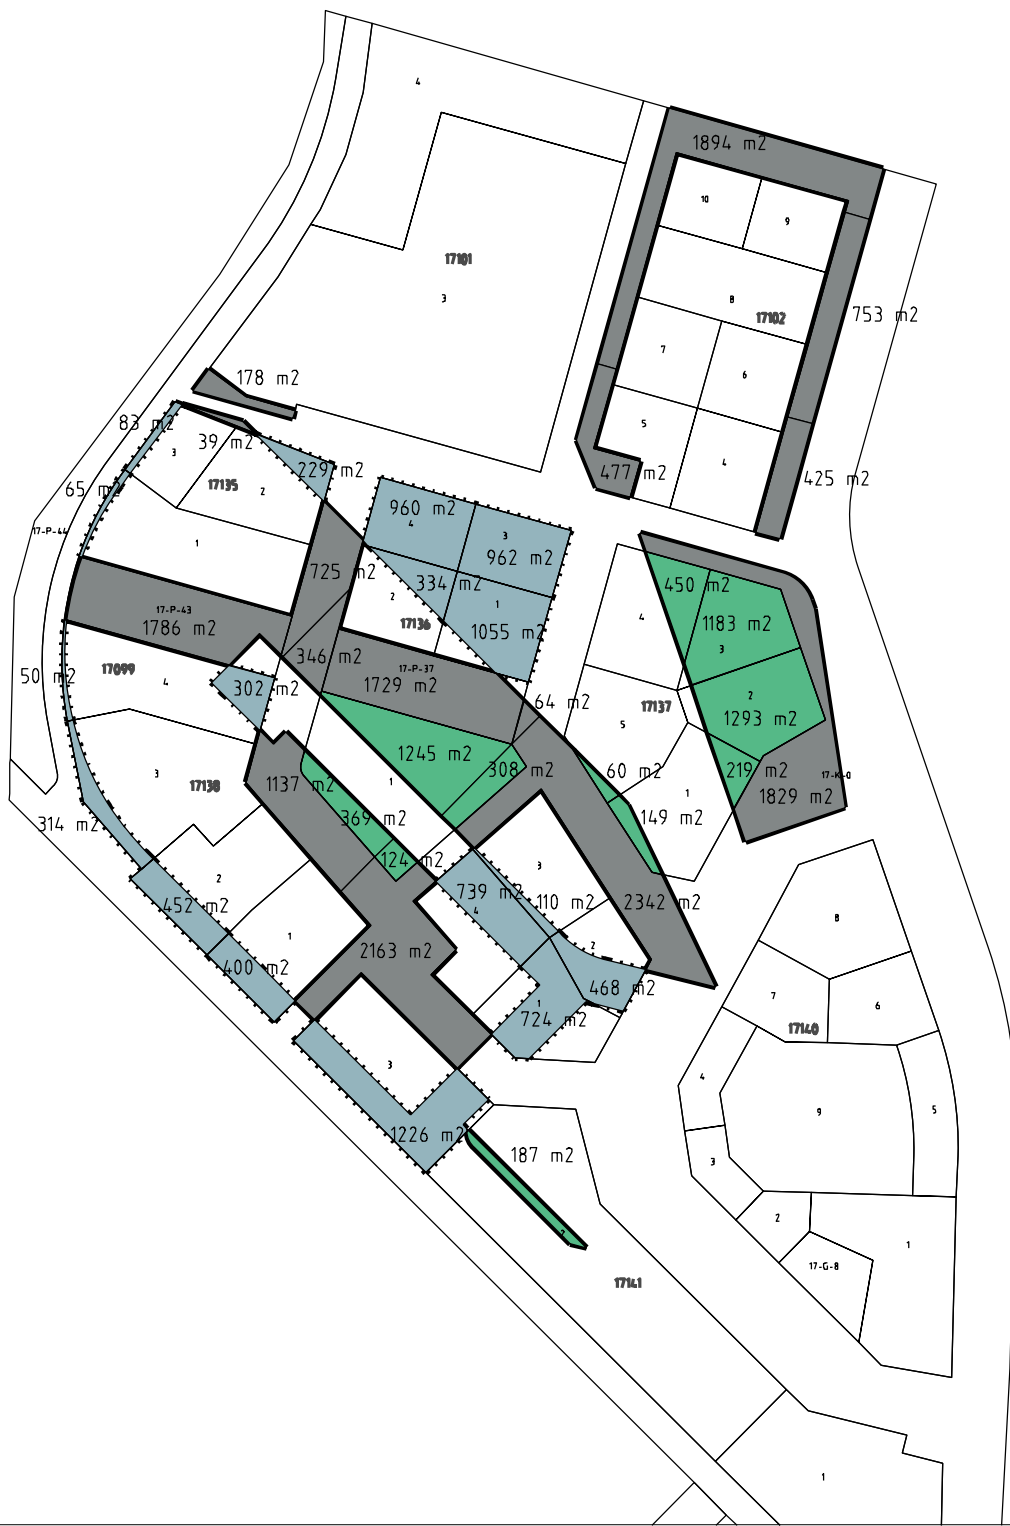 4
1894 m2
10
9
17101
3
8
17102
753 m2
7
6
178 m2
5
83 m2
39 m2
3
4
229 m2
477 m2
425 m2
65 m2
17135
2
960 m2
4
17-P-44
3
1
962 m2
725 m2
334 m2
450 m2
2
1
17-P-43
1786 m2
17136
1055 m2
4
1183 m2
3
346 m2
17-P-37
17099
50 m2
4
302 m2
1729 m2
64 m2
17137
2
1293 m2
5
1245 m2
308 m2
60 m2
219 m2
3
17138
1137 m2
1
17-K-0
1829 m2
1
314 m2
369 m2
149 m2
124 m2
3
2
739 m2
110 m2
2342 m2
452 m2
4
8
1
2163 m2
2
400 m2
468 m2
7
6
1
724 m2
17140
3
4
9
5
1226 m2
187 m2
3
2
2
1
17-G-8
17141
1